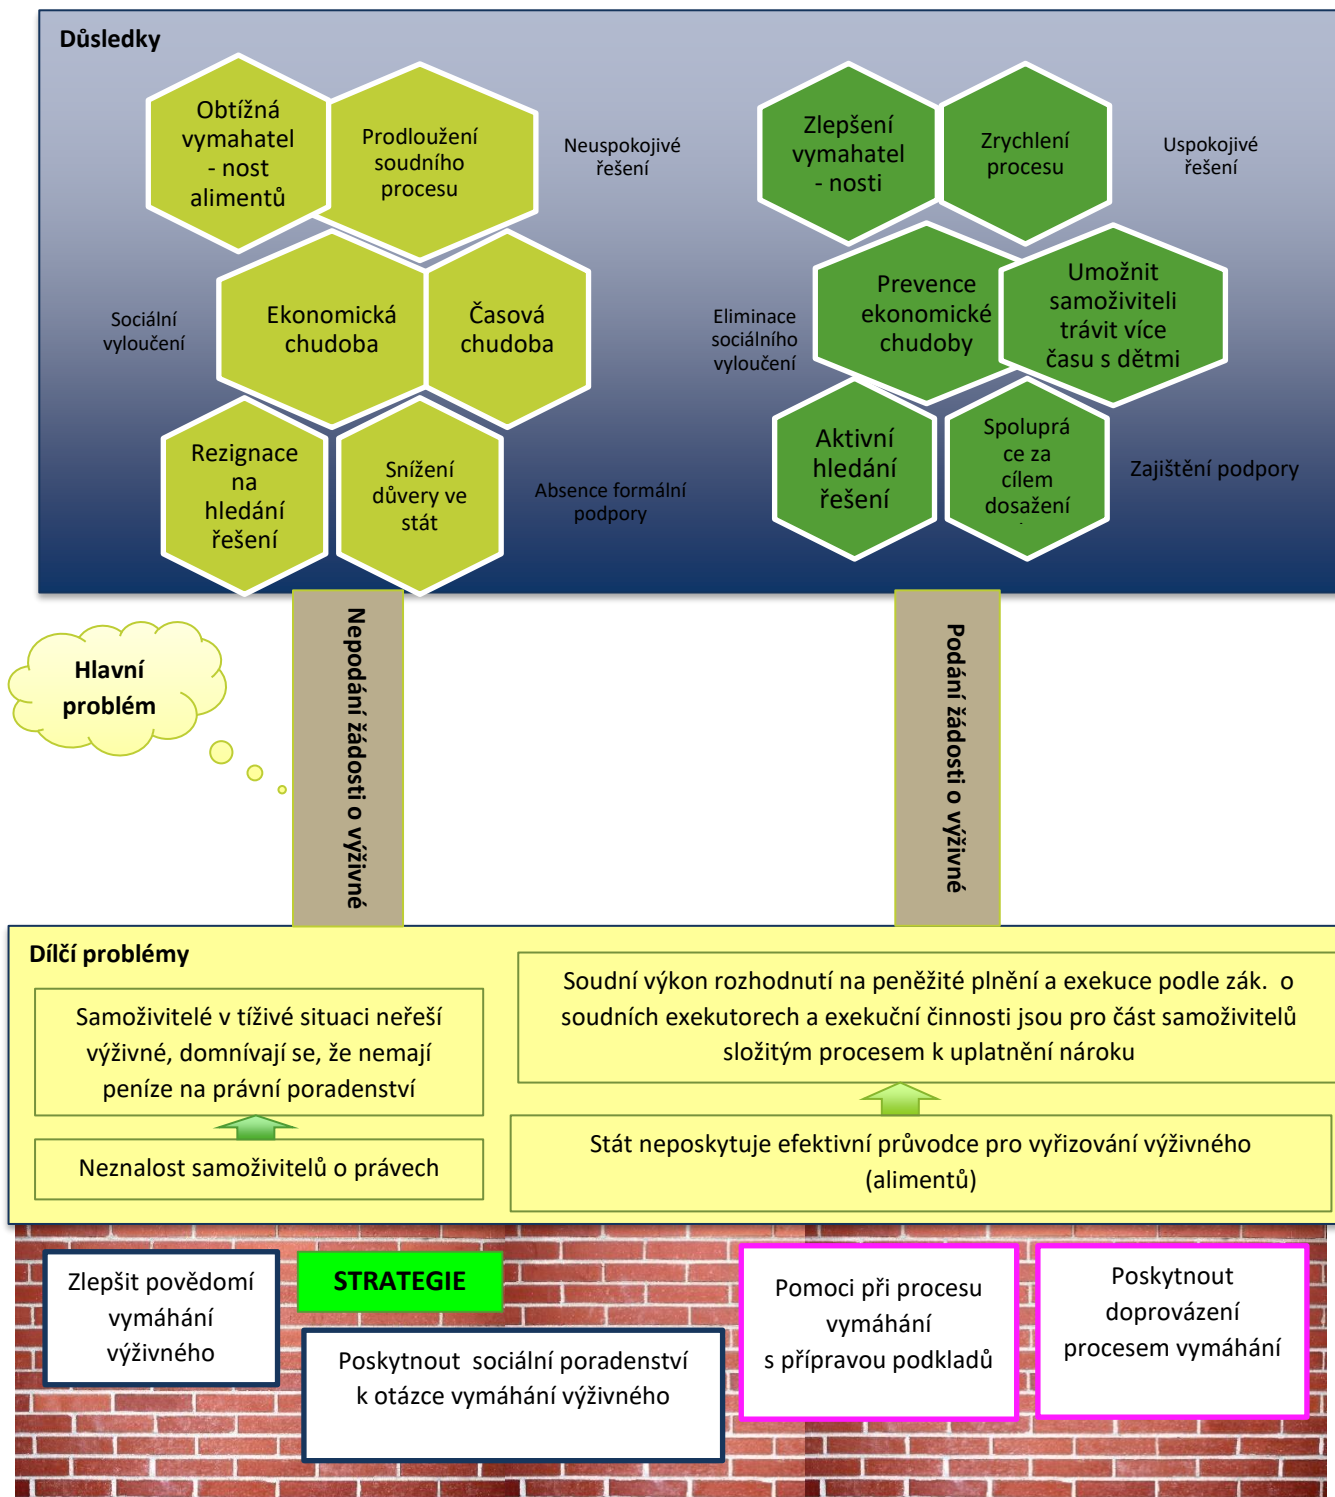 Důsledky
Obtížná
vymahatel
- nost
alimentů
Prodloužení
soudního
procesu
Neuspokojivé
řešení
Sociální
vyloučení
Ekonomická
chudoba
Časová
chudoba
Rezignace
na
hledání
řešení
Snížení
důvery ve
stát
Absence formální
podpory
Zlepšení
vymahatel
- nosti
Zrychlení
procesu
Uspokojivé
řešení
Eliminace
sociálního
vyloučení
Prevence
ekonomické
chudoby
Umožnit
samoživiteli
trávit více
času s dětmi
Aktivní
hledání
řešení
Spoluprá
ce za
cílem
dosažení
Zajištění podpory
Hlavní
problém
Nepodání žádosti o výživné
Podání žádosti o výživné
Dílčí problémy
Samoživitelé v tíživé situaci neřeší
výživné, domnívají se, že nemají
peníze na právní poradenství
Neznalost samoživitelů o právech
Soudní výkon rozhodnutí na peněžité plnění a exekuce podle zák. o
soudních exekutorech a exekuční činnosti jsou pro část samoživitelů
složitým procesem k uplatnění nároku
Stát neposkytuje efektivní průvodce pro vyřizování výživného
(alimentů)
Zlepšit povědomí
vymáhání
výživného
STRATEGIE
Poskytnout sociální poradenství
k otázce vymáhání výživného
Pomoci při procesu
vymáhání
s přípravou podkladů
Poskytnout
doprovázení
procesem vymáhání